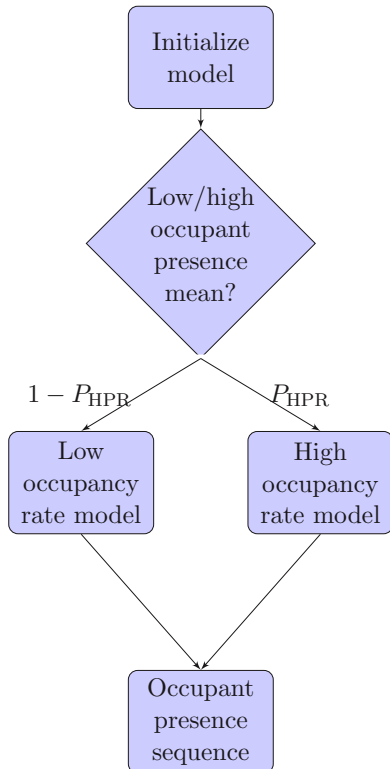 Initialize
model
Low/high
occupant
presence
mean?
1 − P_HPR
P_HPR
Low
occupancy
rate model
High
occupancy
rate model
Occupant
presence
sequence